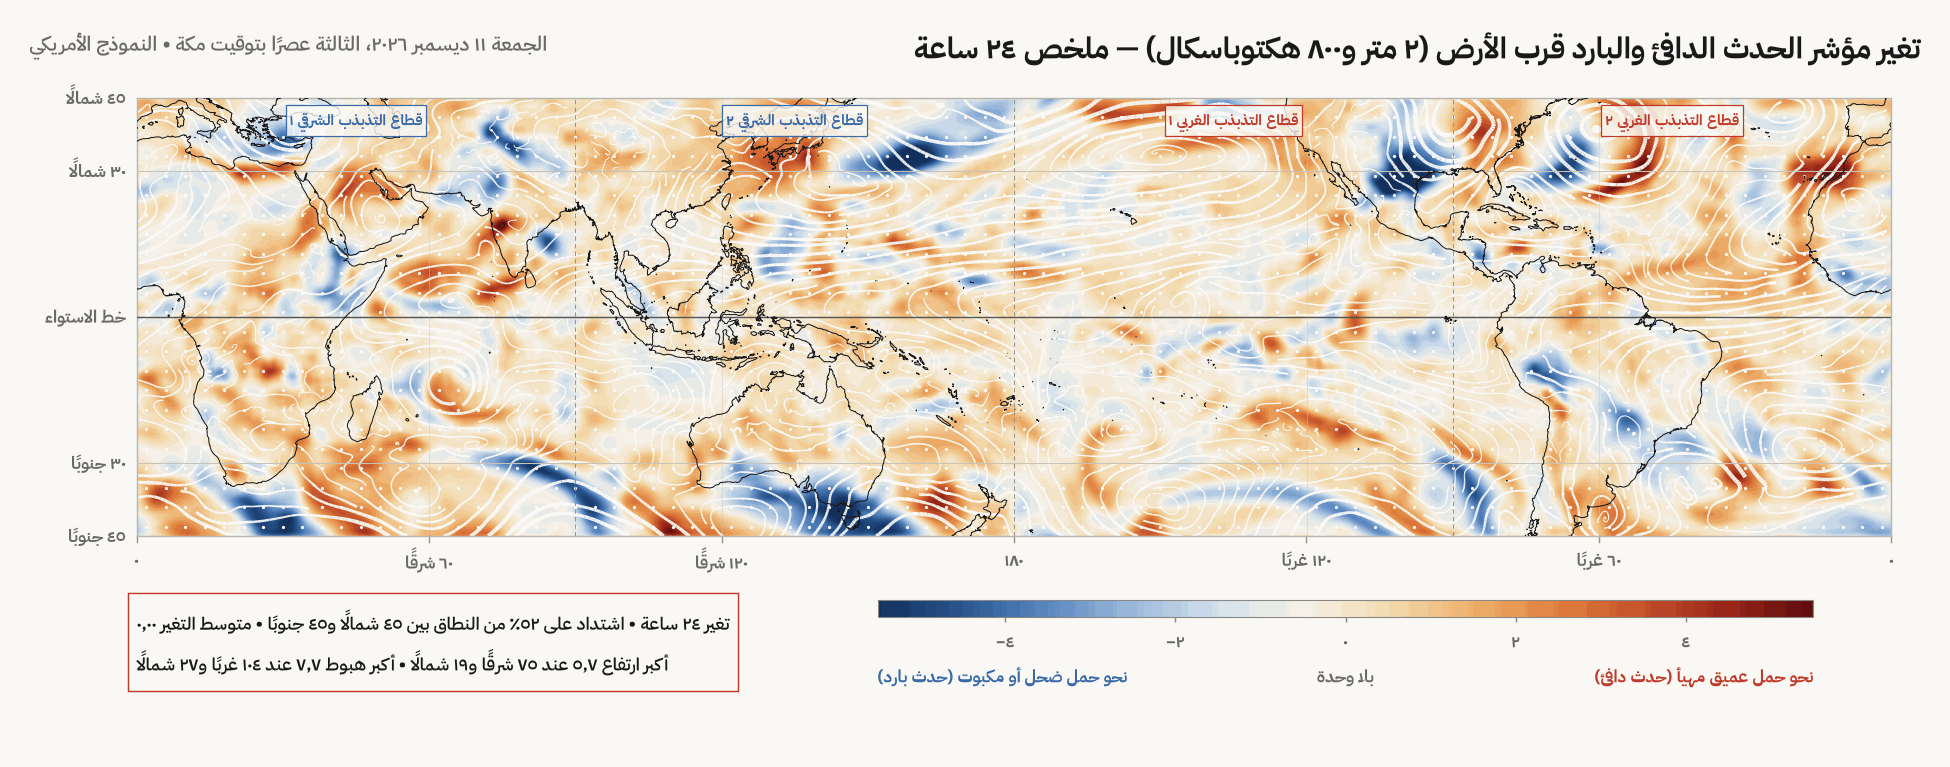 تغير مؤشر الحدث الدافئ والبارد قرب الأرض (٢ متر و٨٠٠ هكتوباسكال) — ملخص ٢٤ ساعة
الجمعة ١١ ديسمبر ٢٠٢٦، الثالثة عصرًا بتوقيت مكة • النموذج الأمريكي
قطاع التذبذب الشرقي ١
قطاع التذبذب الشرقي ٢
قطاع التذبذب الغربي ١
قطاع التذبذب الغربي ٢
٤٥ شمالًا
٣٠ شمالًا
خط الاستواء
٣٠ جنوبًا
٤٥ جنوبًا
٠
٦٠ شرقًا
١٢٠ شرقًا
١٨٠
١٢٠ غربًا
٦٠ غربًا
٠
تغير ٢٤ ساعة • اشتداد على ٥٢٪ من النطاق بين ٤٥ شمالًا و٤٥ جنوبًا • متوسط التغير ٠,٠٠
أكبر ارتفاع ٥,٧ عند ٧٥ شرقًا و١٩ شمالًا • أكبر هبوط ٧,٧ عند ١٠٤ غربًا و٢٧ شمالًا
−٤
−٢
٠
٢
٤
نحو حمل ضحل أو مكبوت (حدث بارد)
بلا وحدة
نحو حمل عميق مهيأ (حدث دافئ)